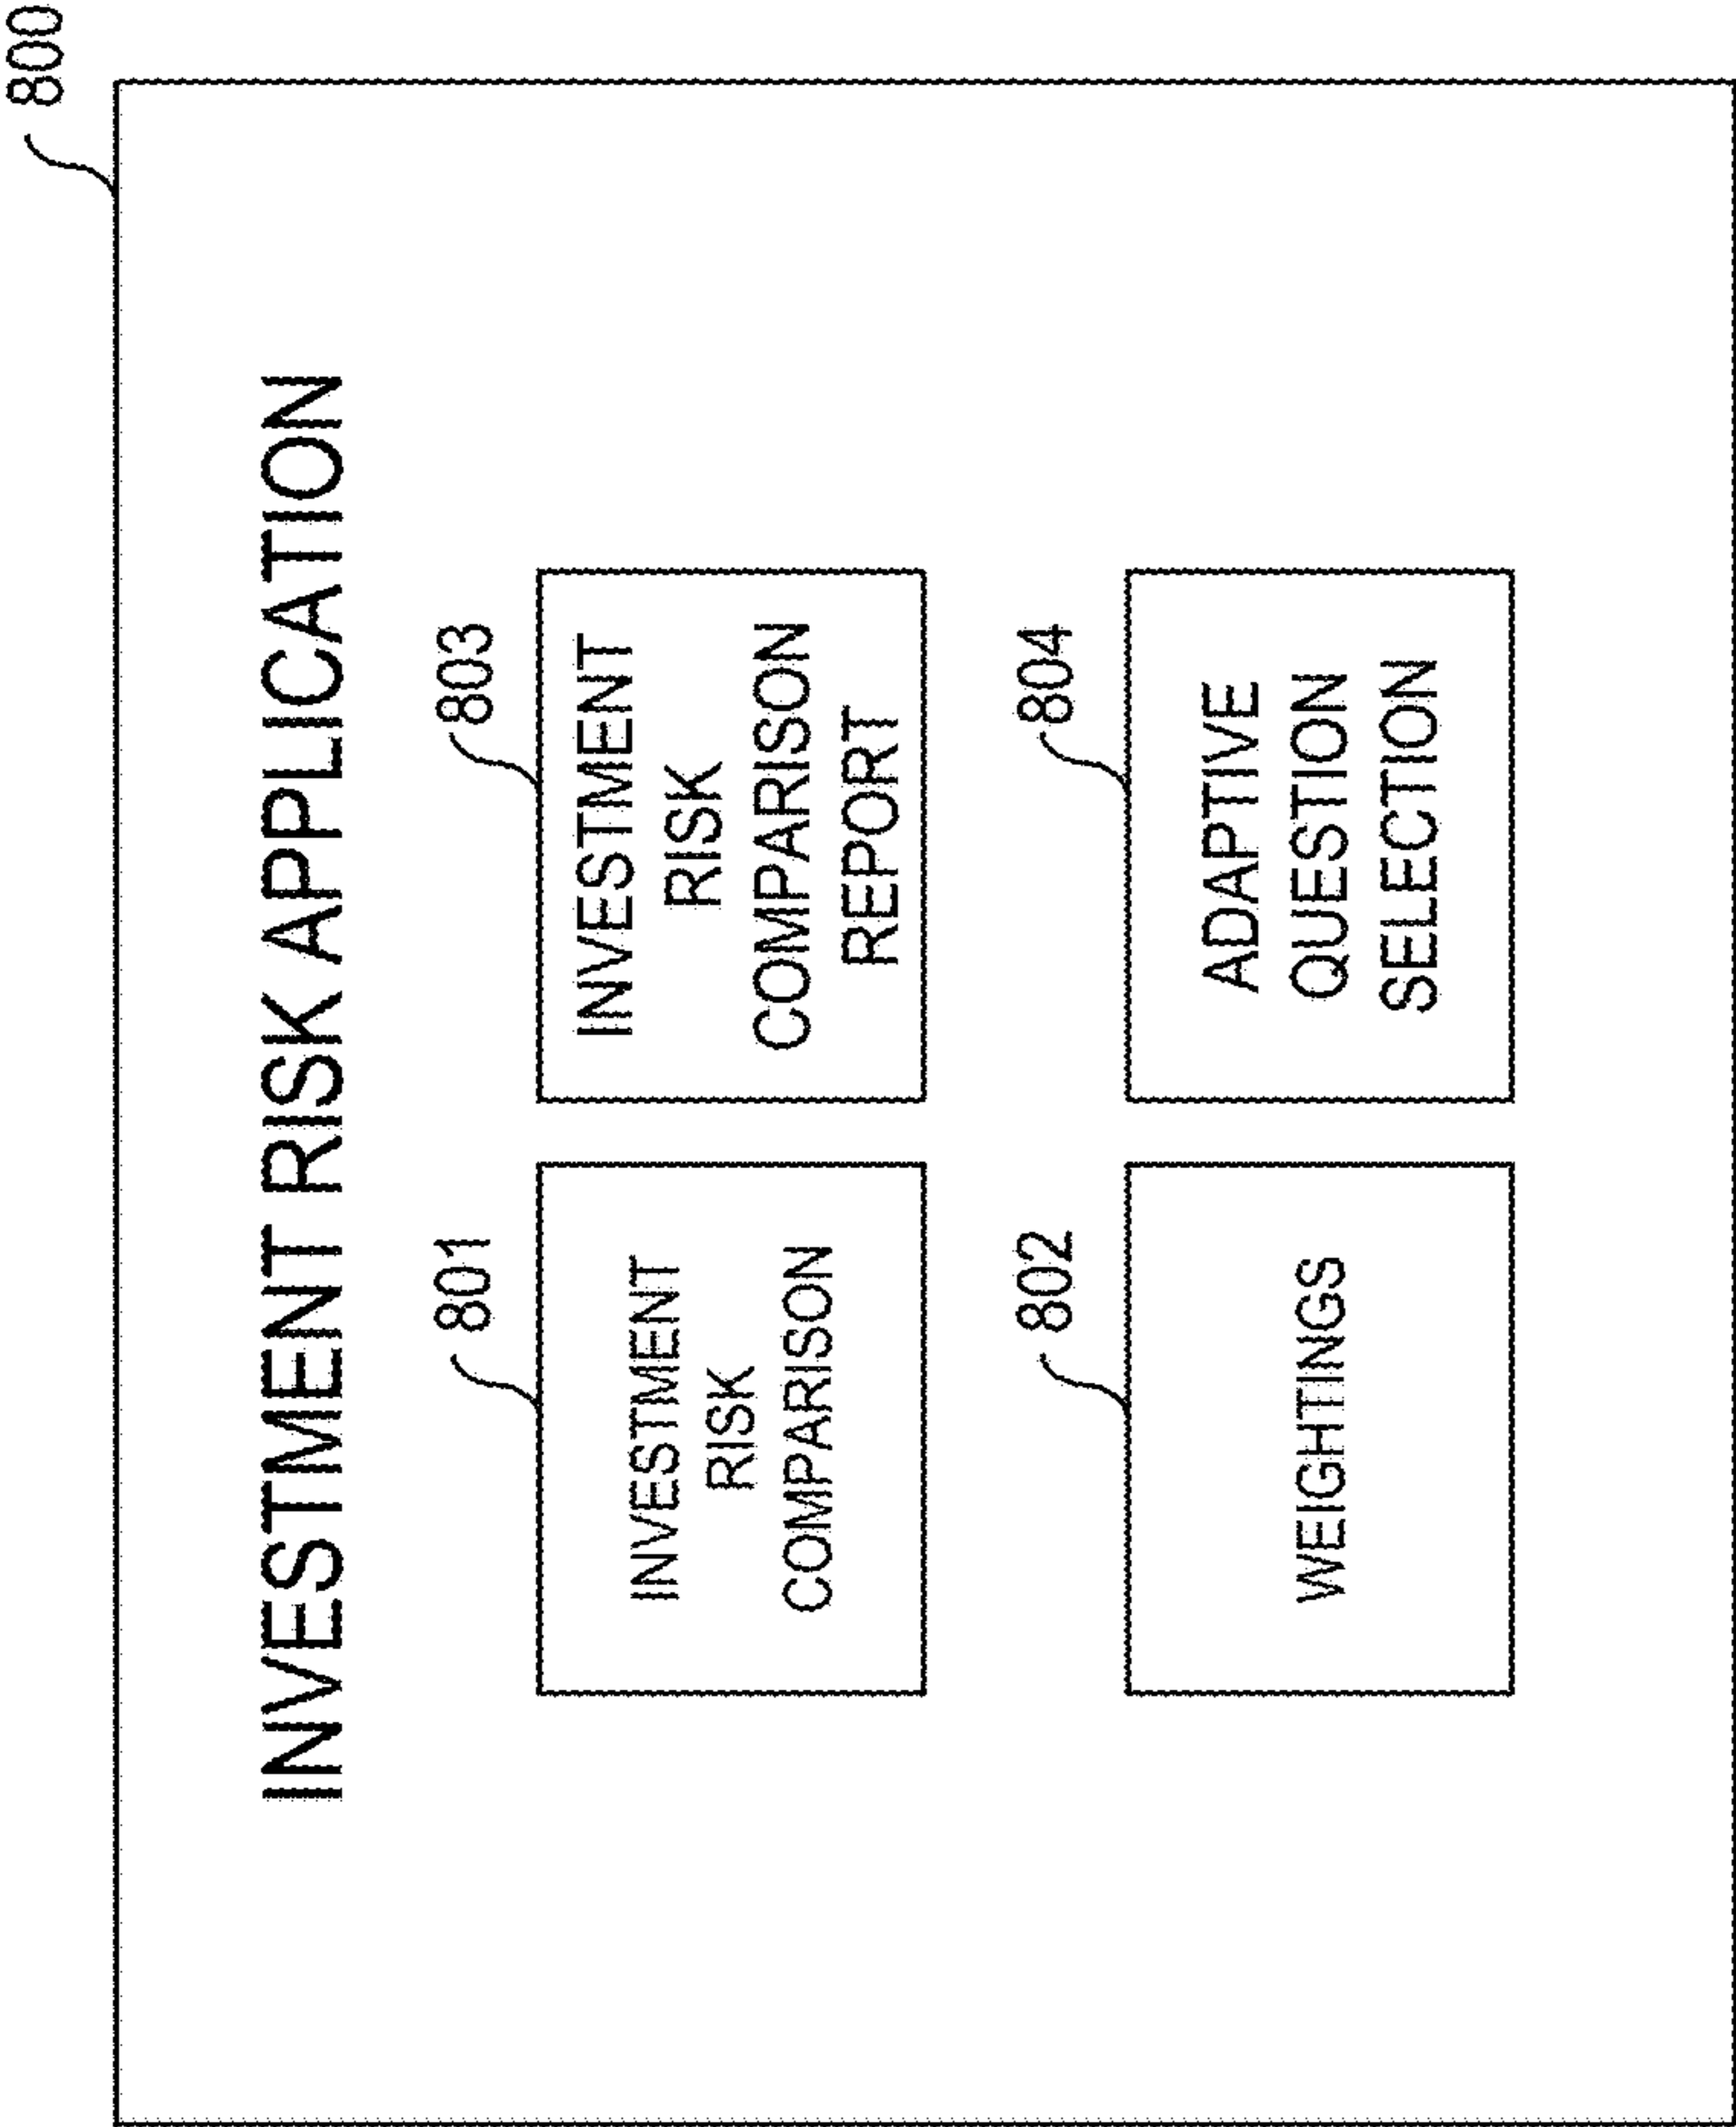 800
INVESTMENT RISK APPLICATION
801
INVESTMENT
RISK
COMPARISON
803
INVESTMENT
RISK
COMPARISON
REPORT
802
WEIGHTINGS
804
ADAPTIVE
QUESTION
SELECTION